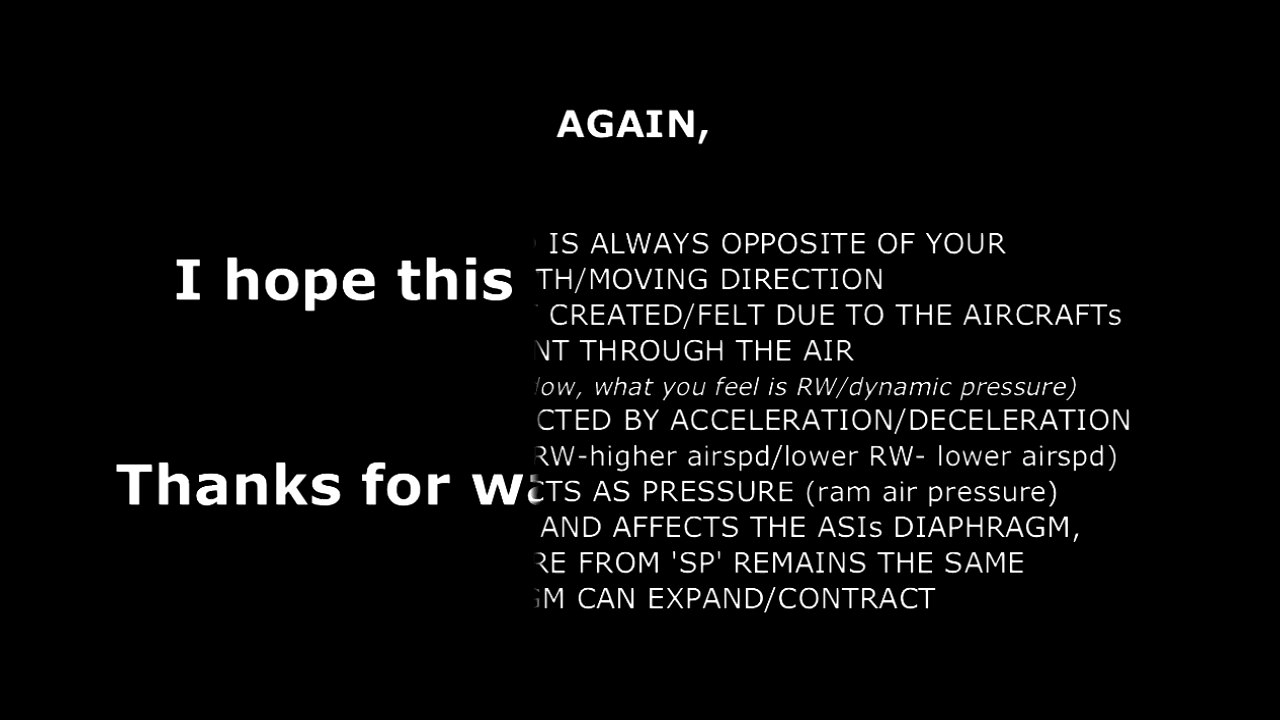 AGAIN,
IS ALWAYS OPPOSITE OF YOUR
I hope this
TH/MOVING DIRECTION
CREATED/FELT DUE TO THE AIRCRAFTs
NT THROUGH THE AIR
low, what you feel is RW/dynamic pressure)
CTED BY ACCELERATION/DECELERATION
RW-higher airspd/lower RW- lower airspd)
Thanks for wa
CTS AS PRESSURE (ram air pressure)
AND AFFECTS THE ASIs DIAPHRAGM,
RE FROM 'SP' REMAINS THE SAME
GM CAN EXPAND/CONTRACT